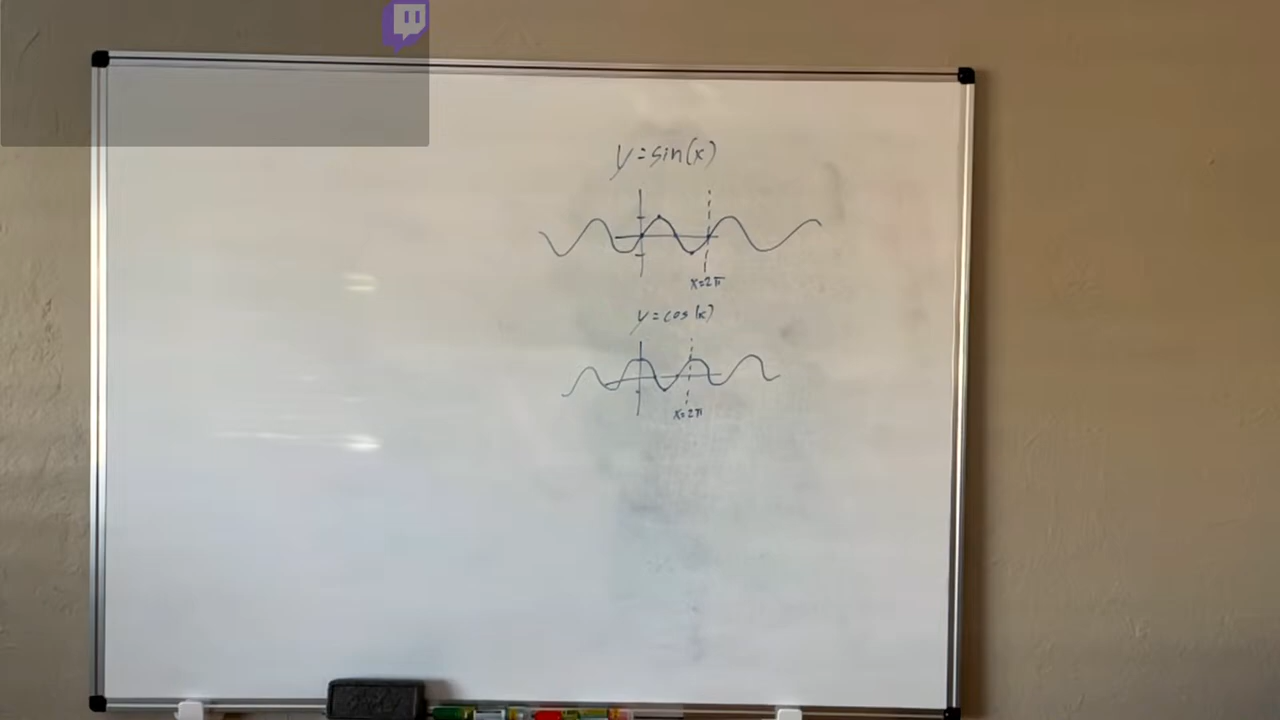 y=sin(x)
x=2π
y=cos(x)
x=2π